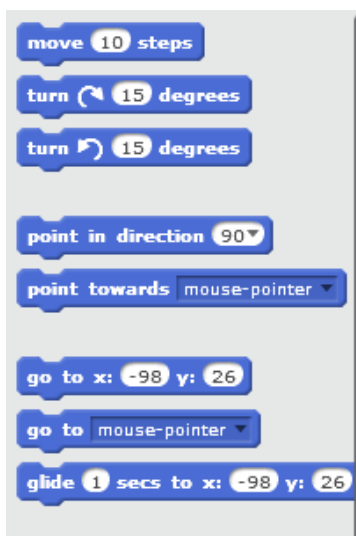 move 10 steps
turn 15 degrees
turn 15 degrees
point in direction 90
point towards mouse-pointer
go to x: -98 y: 26
go to mouse-pointer
glide 1 secs to x: -98 y: 26